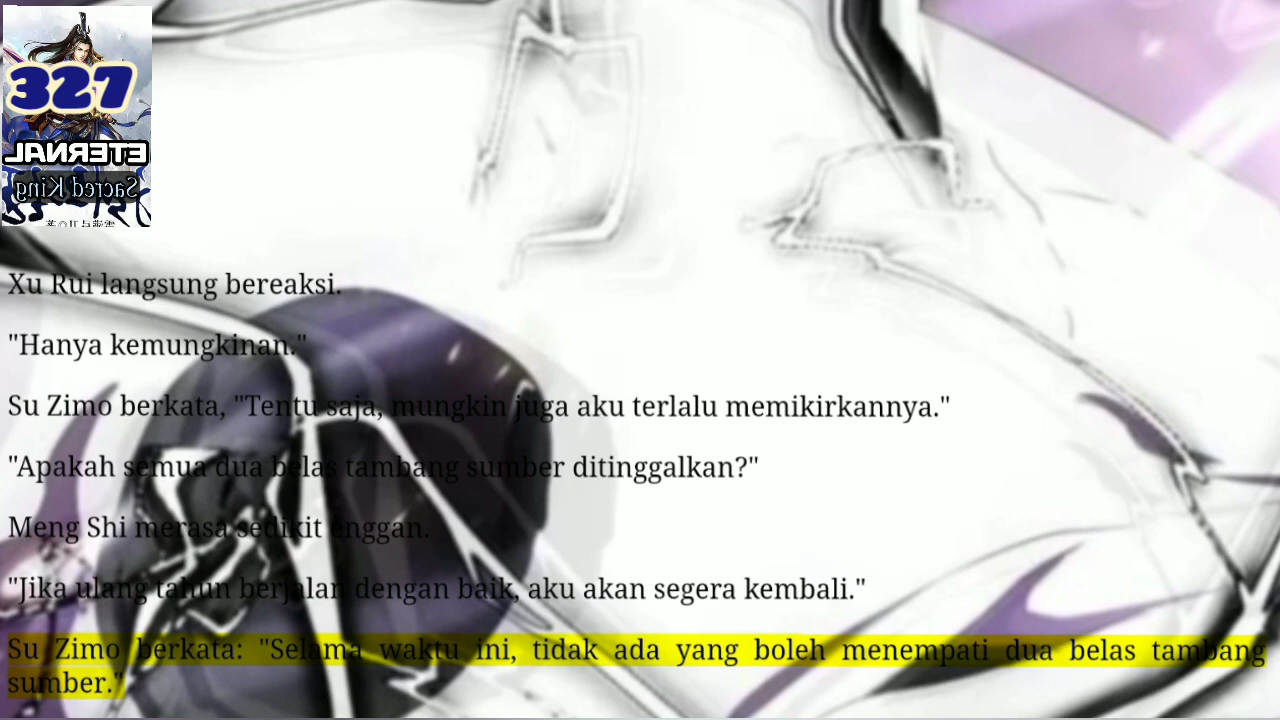 327
ETERNAL
Sacred King
Xu Rui langsung bereaksi.
"Hanya kemungkinan."
Su Zimo berkata, "Tentu saja, mungkin juga aku terlalu memikirkannya."
"Apakah semua dua belas tambang sumber ditinggalkan?"
Meng Shi merasa sedikit enggan.
"Jika ulang tahun berjalan dengan baik, aku akan segera kembali."
Su Zimo berkata: "Selama waktu ini, tidak ada yang boleh menempati dua belas tambang
sumber."